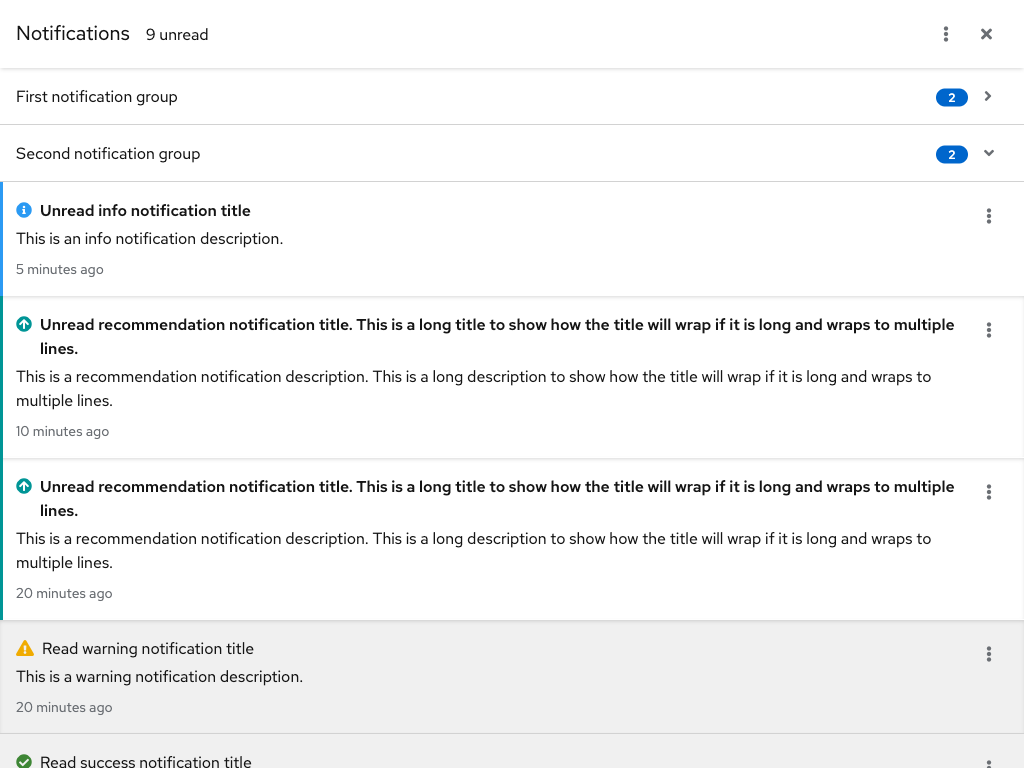 Notifications 9 unread
First notification group 2
Second notification group 2
Unread info notification title
This is an info notification description.
5 minutes ago
Unread recommendation notification title. This is a long title to show how the title will wrap if it is long and wraps to multiple
lines.
This is a recommendation notification description. This is a long description to show how the title will wrap if it is long and wraps to
multiple lines.
10 minutes ago
Unread recommendation notification title. This is a long title to show how the title will wrap if it is long and wraps to multiple
lines.
This is a recommendation notification description. This is a long description to show how the title will wrap if it is long and wraps to
multiple lines.
20 minutes ago
Read warning notification title
This is a warning notification description.
20 minutes ago
Read success notification title